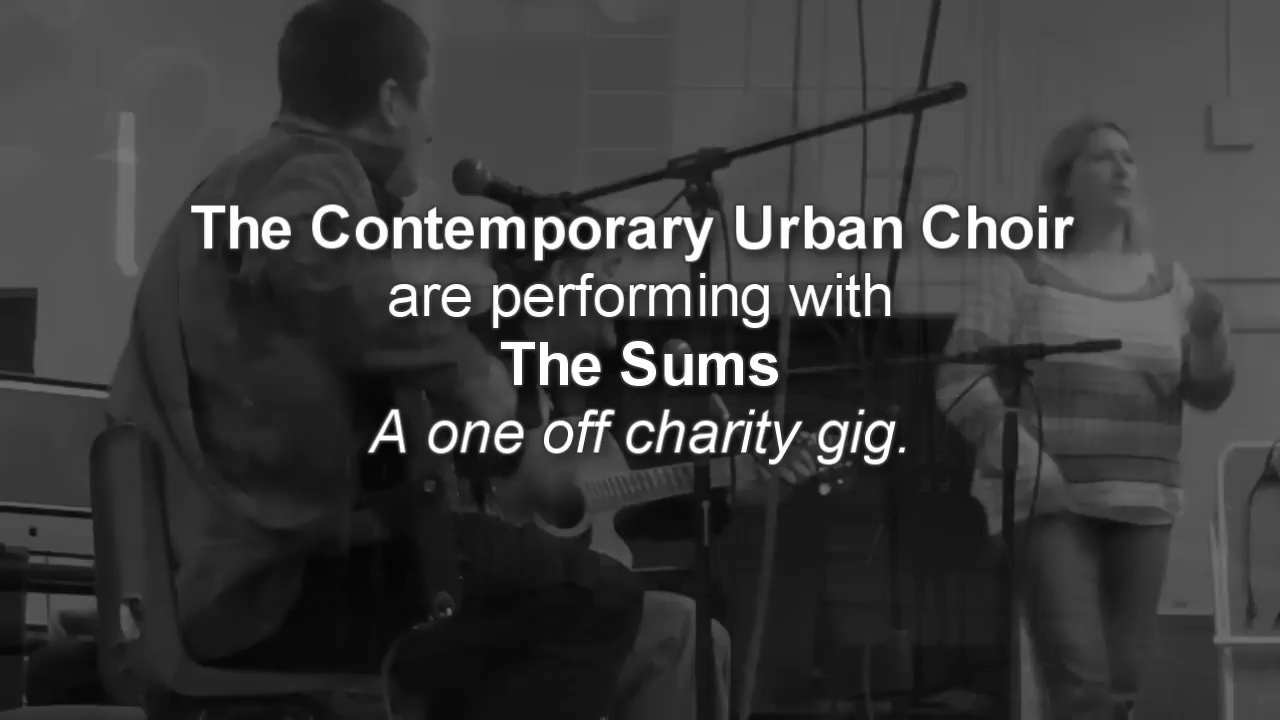 The Contemporary Urban Choir
are performing with
The Sums
A one off charity gig.